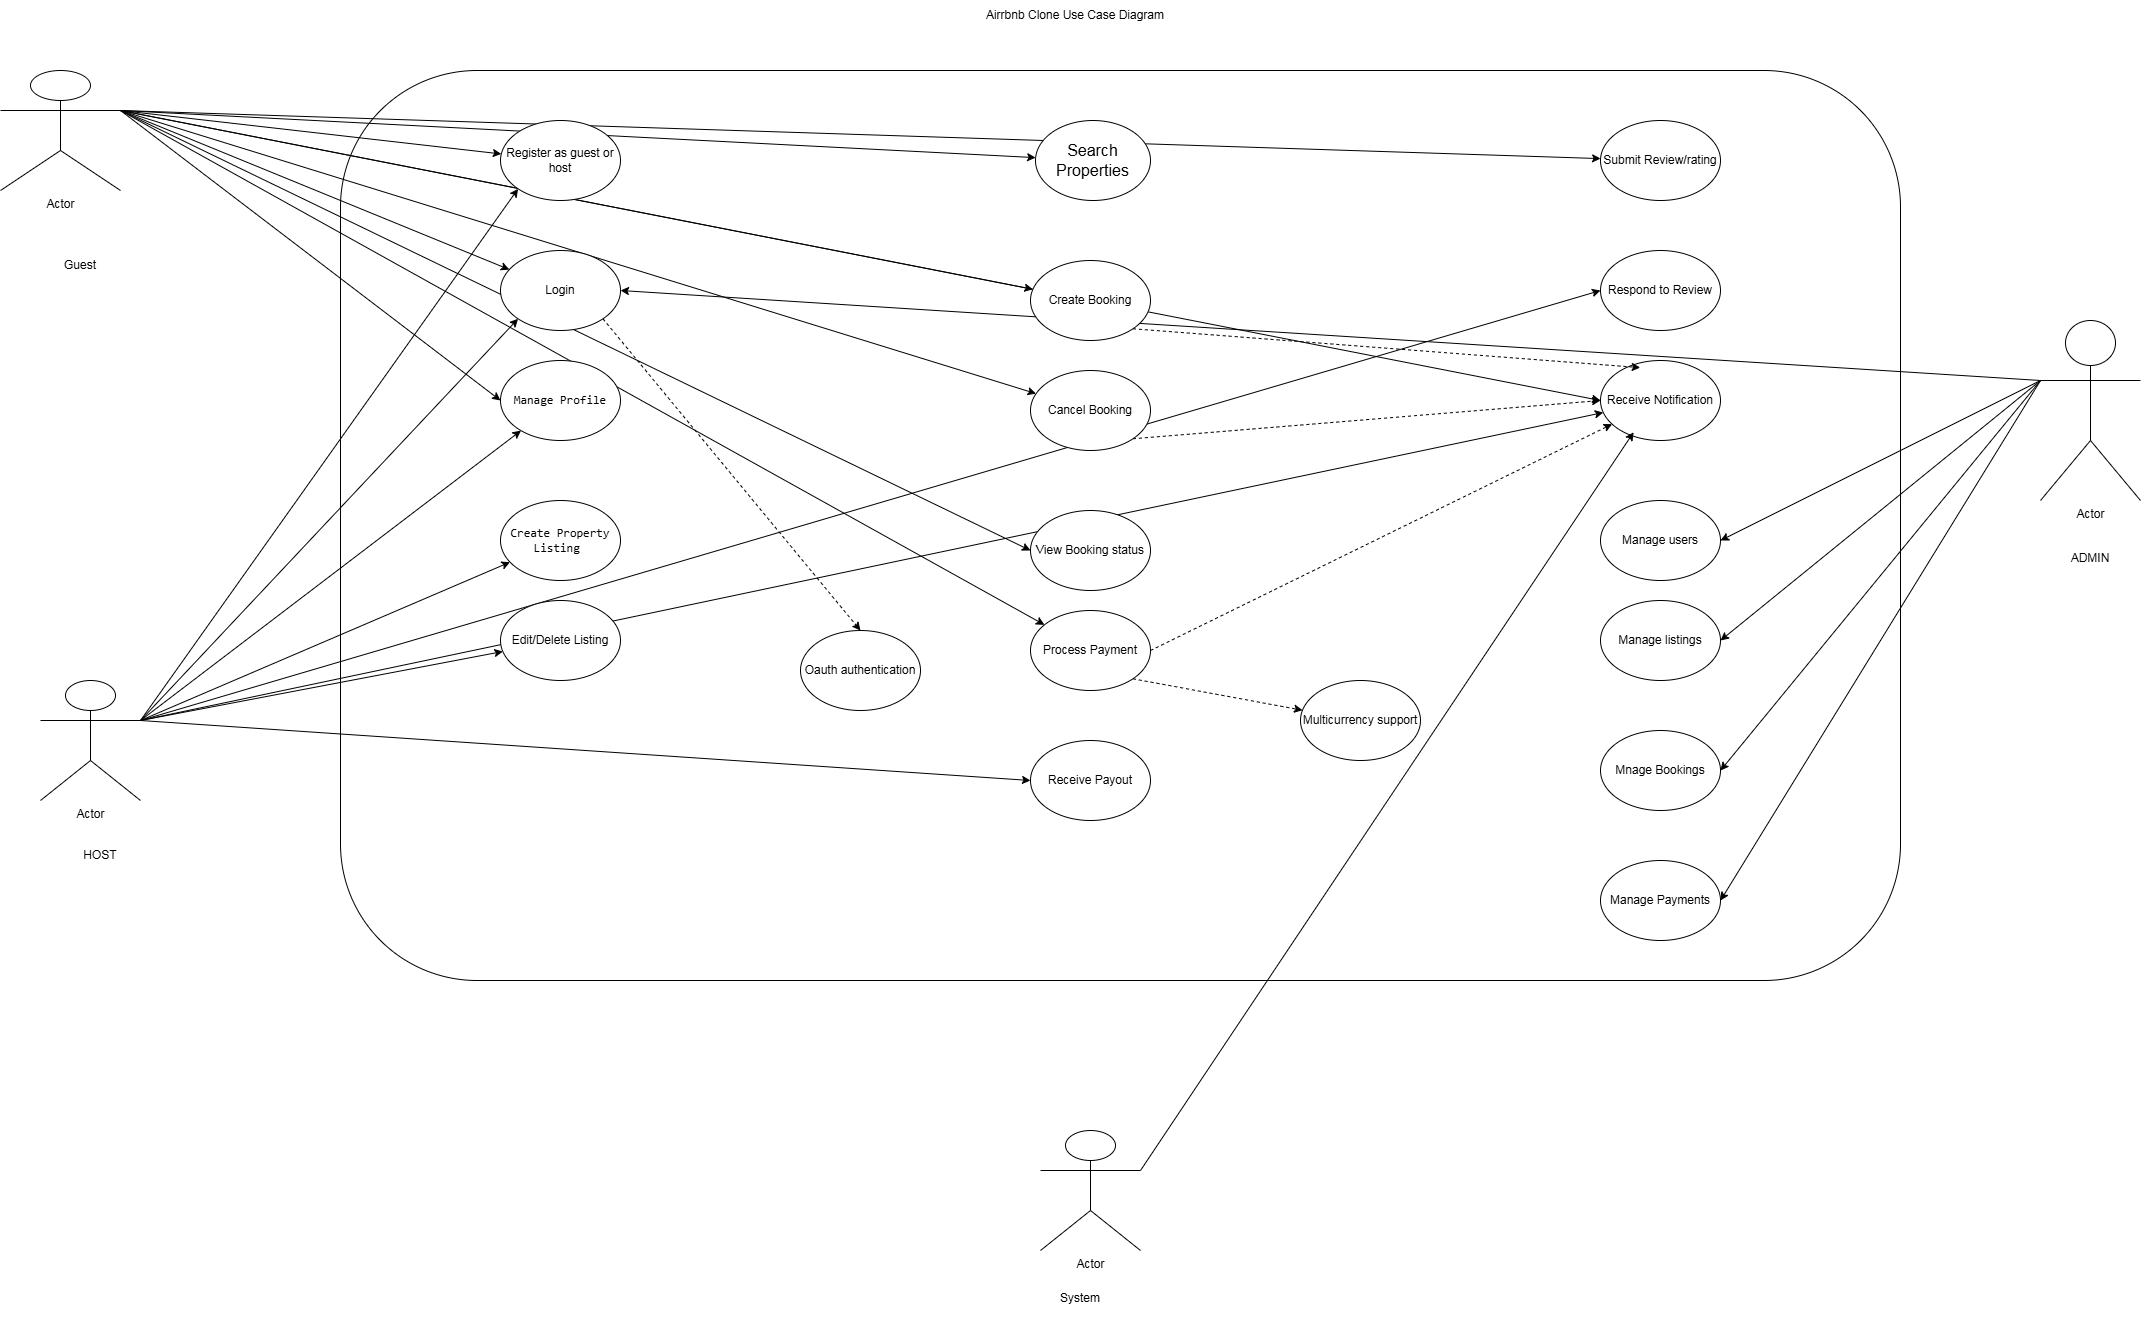 Airrbnb Clone Use Case Diagram
Actor
Guest
Register as guest or
host
Search
Properties
Submit Review/rating
Login
Create Booking
Respond to Review
Manage Profile
Cancel Booking
Receive Notification
Actor
ADMIN
Create Property
Listing
View Booking status
Manage users
Edit/Delete Listing
Oauth authentication
Process Payment
Manage listings
Multicurrency support
Actor
HOST
Receive Payout
Mnage Bookings
Manage Payments
Actor
System